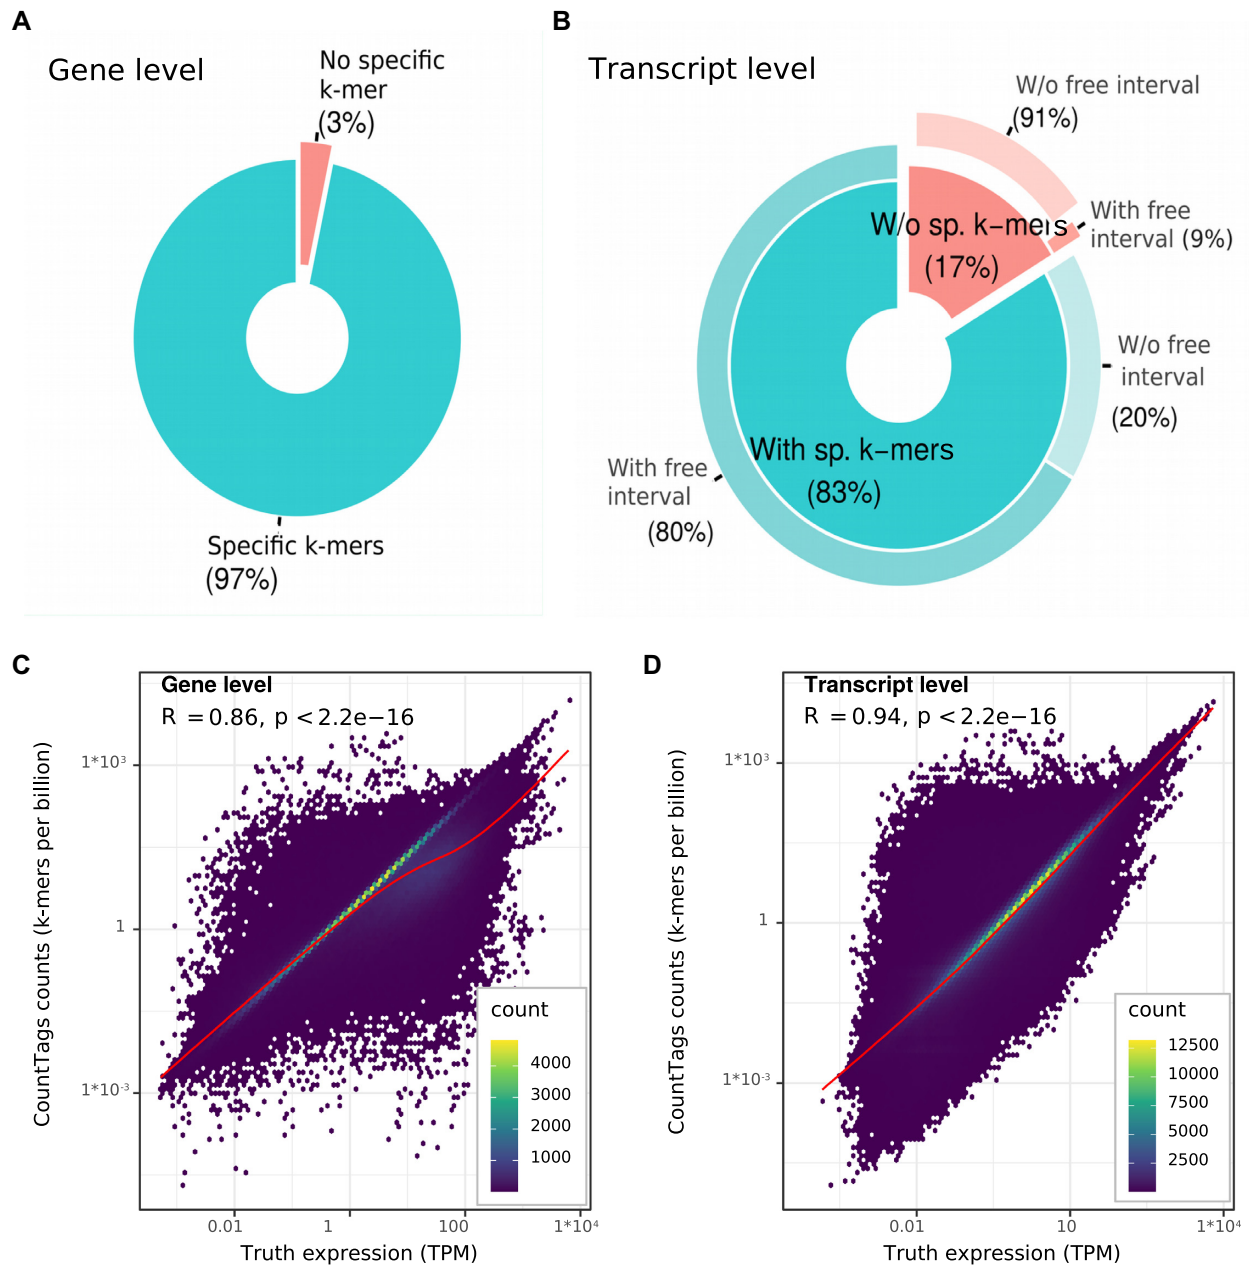 A
Gene level
No specific
k-mer
(3%)
Specific k-mers
(97%)
B
Transcript level
W/o free interval
(91%)
W/o sp. k−mers
(17%)
With free
interval (9%)
W/o free
interval
(20%)
With sp. k−mers
(83%)
With free
interval
(80%)
C
Gene level
R = 0.86, p < 2.2e−16
CountTags counts (k-mers per billion)
1*10³
1
1*10⁻³
count
4000
3000
2000
1000
0.01
1
100
1*10⁴
Truth expression (TPM)
D
Transcript level
R = 0.94, p < 2.2e−16
CountTags counts (k-mers per billion)
1*10³
1
1*10⁻³
count
12500
10000
7500
5000
2500
0.01
10
1*10⁴
Truth expression (TPM)